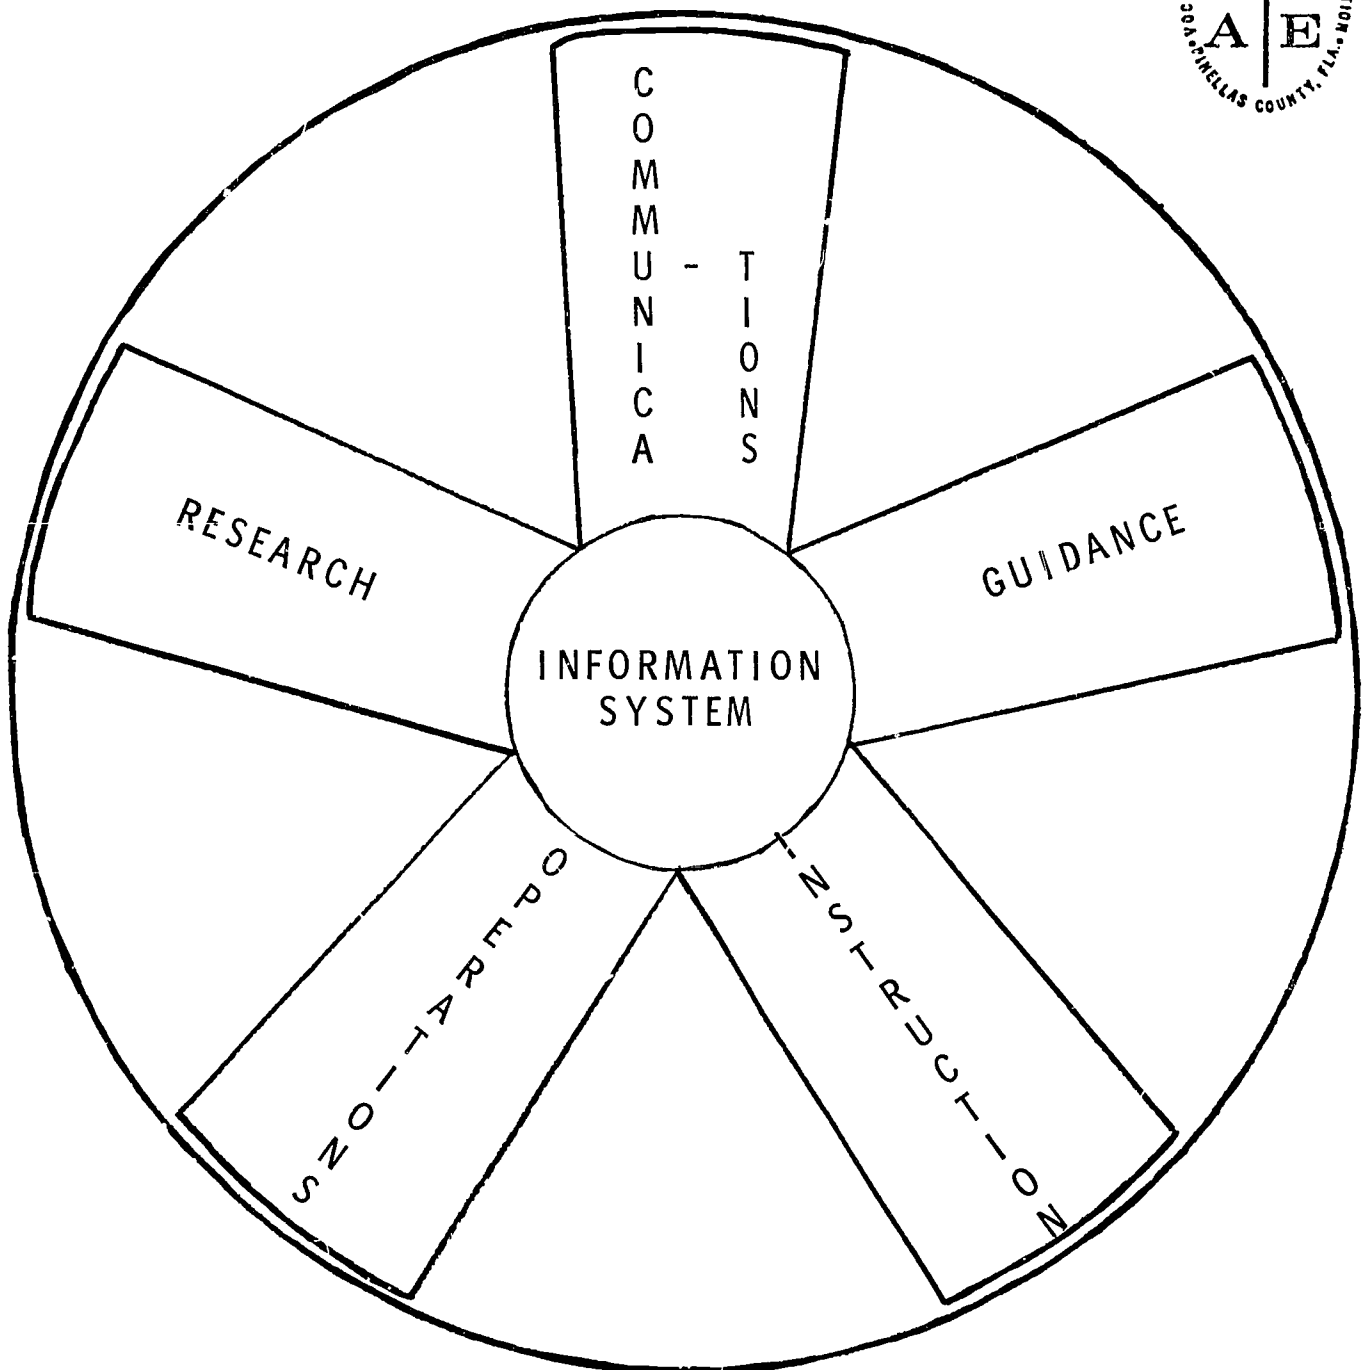 A E
PINELLAS COUNTY, FLA.
COMMUNICA-
TIONS
RESEARCH
GUIDANCE
INFORMATION
SYSTEM
OPERATIONS
INSTRUCTION